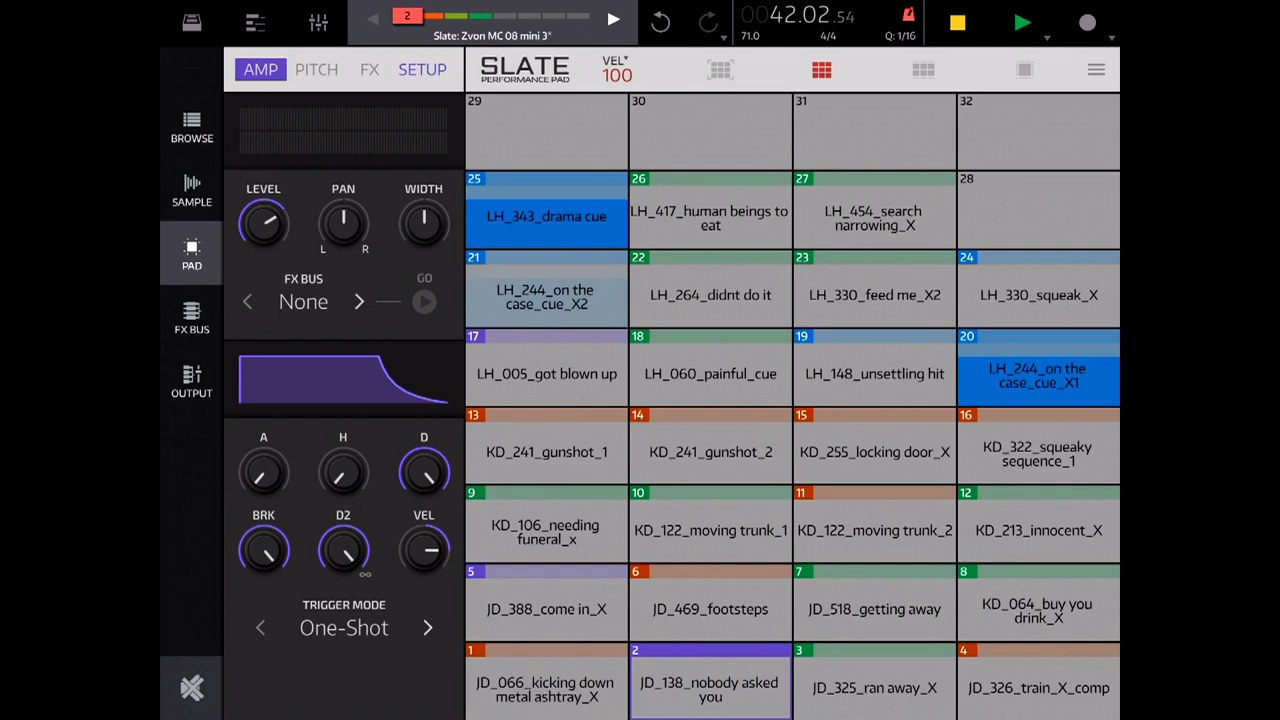 2
Slate: Zvon MC 08 mini 3*
0042.02.54
71.0
4/4
Q: 1/16
AMP
PITCH
FX
SETUP
SLATE
PERFORMANCE PAD
VEL
100
BROWSE
SAMPLE
PAD
FX BUS
OUTPUT
LEVEL
PAN
WIDTH
L
R
FX BUS
GO
None
A
H
D
BRK
D2
VEL
∞
TRIGGER MODE
One-Shot
29
30
31
32
25
LH_343_drama cue
26
LH_417_human beings to
eat
27
LH_454_search
narrowing_X
28
21
LH_244_on the
case_cue_X2
22
LH_264_didnt do it
23
LH_330_feed me_X2
24
LH_330_squeak_X
17
LH_005_got blown up
18
LH_060_painful_cue
19
LH_148_unsettling hit
20
LH_244_on the
case_cue_X1
13
KD_241_gunshot_1
14
KD_241_gunshot_2
15
KD_255_locking door_X
16
KD_322_squeaky
sequence_1
9
KD_106_needing
funeral_x
10
KD_122_moving trunk_1
11
KD_122_moving trunk_2
12
KD_213_innocent_X
5
JD_388_come in_X
6
JD_469_footsteps
7
JD_518_getting away
8
KD_064_buy you
drink_X
1
JD_066_kicking down
metal ashtray_X
2
JD_138_nobody asked
you
3
JD_325_ran away_X
4
JD_326_train_X_comp